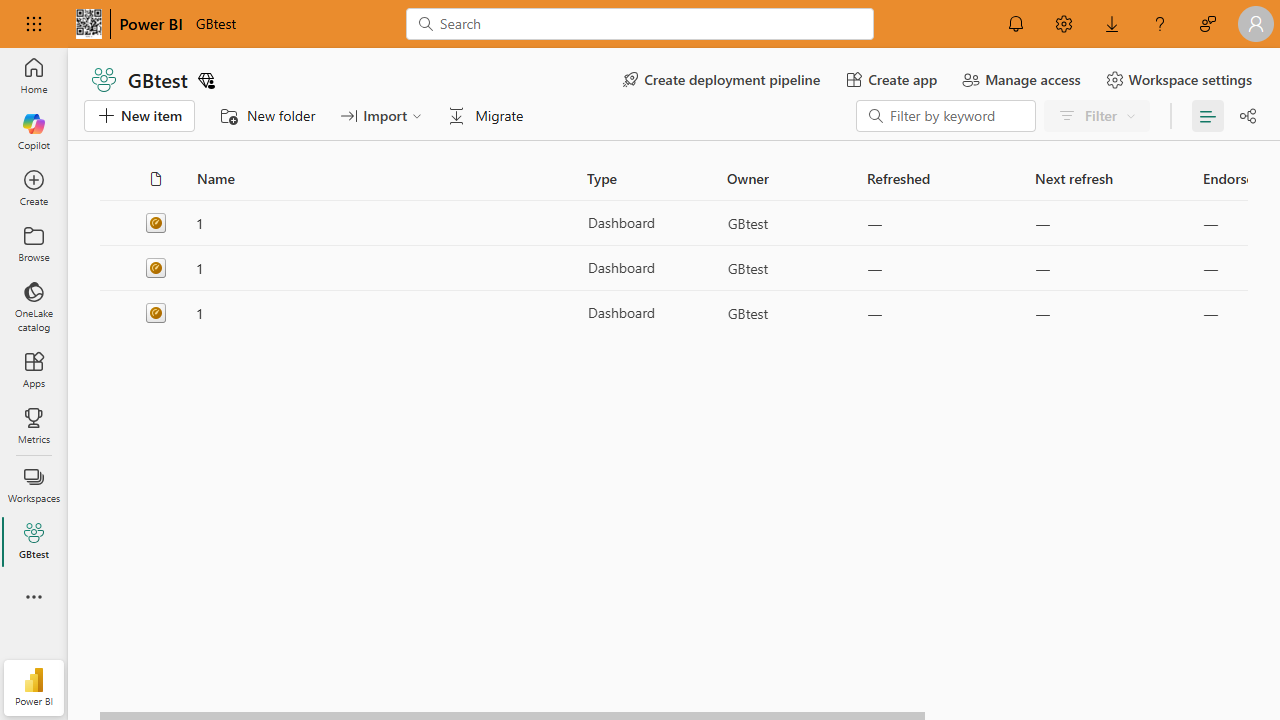 Power BI GBtest Search
GBtest Create deployment pipeline Create app Manage access Workspace settings
New item New folder Import Migrate Filter by keyword Filter
Home
Copilot
Create
Browse
OneLake
catalog
Apps
Metrics
Workspaces
GBtest
Power BI
Name Type Owner Refreshed Next refresh Endorse
1 Dashboard GBtest — — —
1 Dashboard GBtest — — —
1 Dashboard GBtest — — —